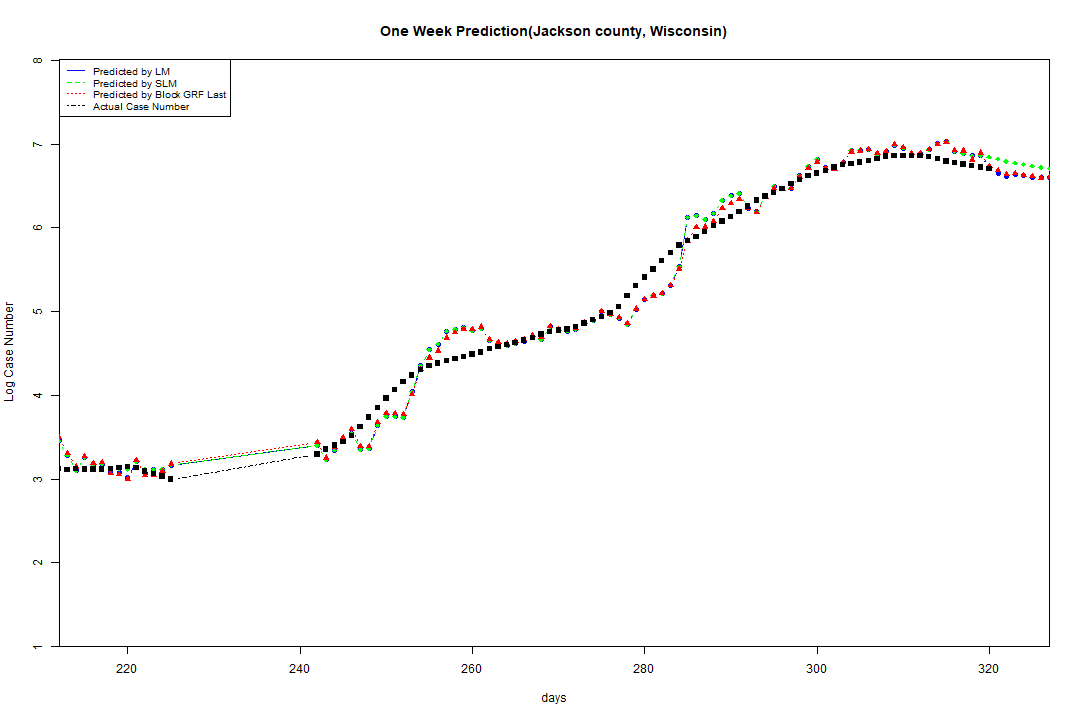 One Week Prediction(Jackson county, Wisconsin)
Predicted by LM
Predicted by SLM
Predicted by Block GRF Last
Actual Case Number
8
7
6
5
4
3
2
1
Log Case Number
220 240 260 280 300 320
days